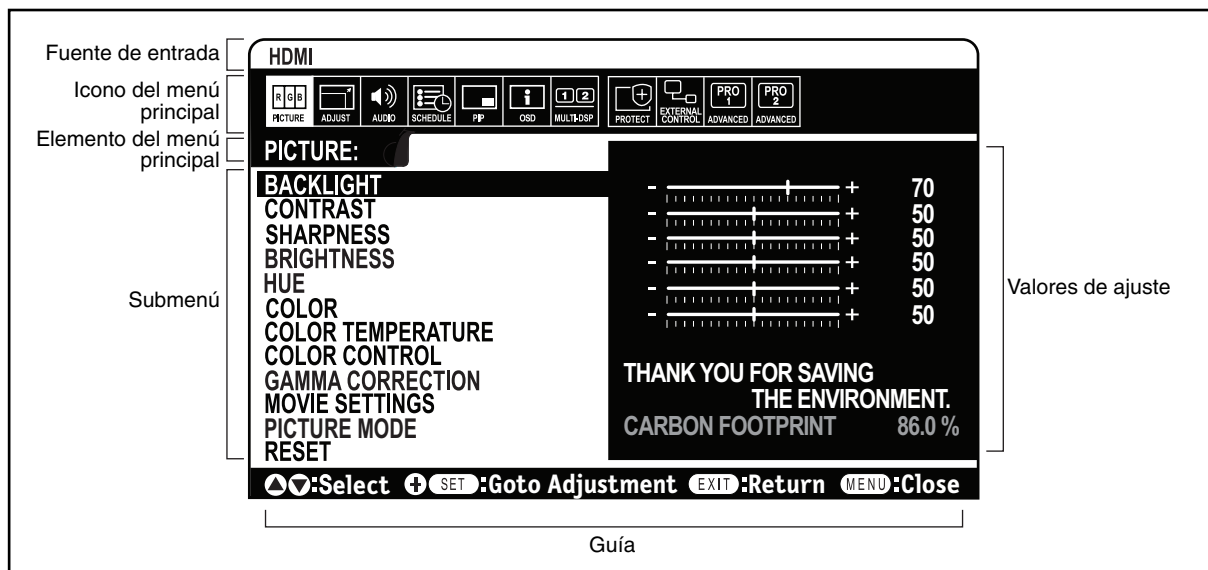 Fuente de entrada
HDMI
Icono del menú
principal
R G B
PICTURE
ADJUST
AUDIO
SCHEDULE
PIP
OSD
1 2
MULTI-DSP
PROTECT
EXTERNAL
CONTROL
PRO
1
ADVANCED
PRO
2
ADVANCED
Elemento del menú
principal
PICTURE:
Submenú
BACKLIGHT - + 70
CONTRAST - + 50
SHARPNESS - + 50
BRIGHTNESS - + 50
HUE - + 50
COLOR - + 50
COLOR TEMPERATURE
COLOR CONTROL
GAMMA CORRECTION
MOVIE SETTINGS
PICTURE MODE
RESET
THANK YOU FOR SAVING
THE ENVIRONMENT.
CARBON FOOTPRINT 86.0 %
Valores de ajuste
:Select SET:Goto Adjustment EXIT:Return MENU:Close
Guía